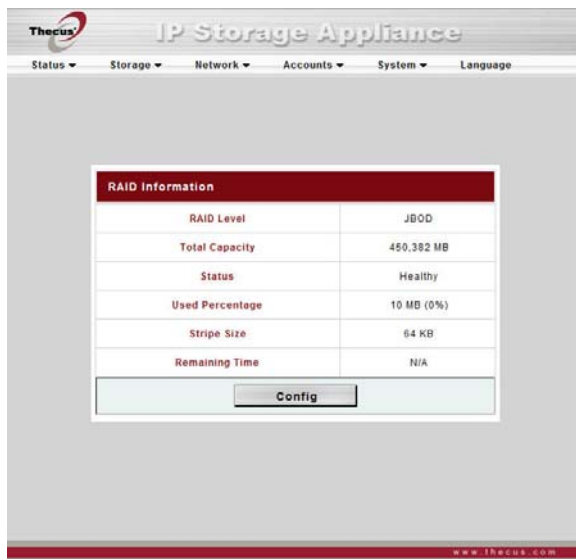 Thecus
IP Storage Appliance
Status Storage Network Accounts System Language
RAID Information
RAID Level JBOD
Total Capacity 450,382 MB
Status Healthy
Used Percentage 10 MB (0%)
Stripe Size 64 KB
Remaining Time N/A
Config
www.thecus.com